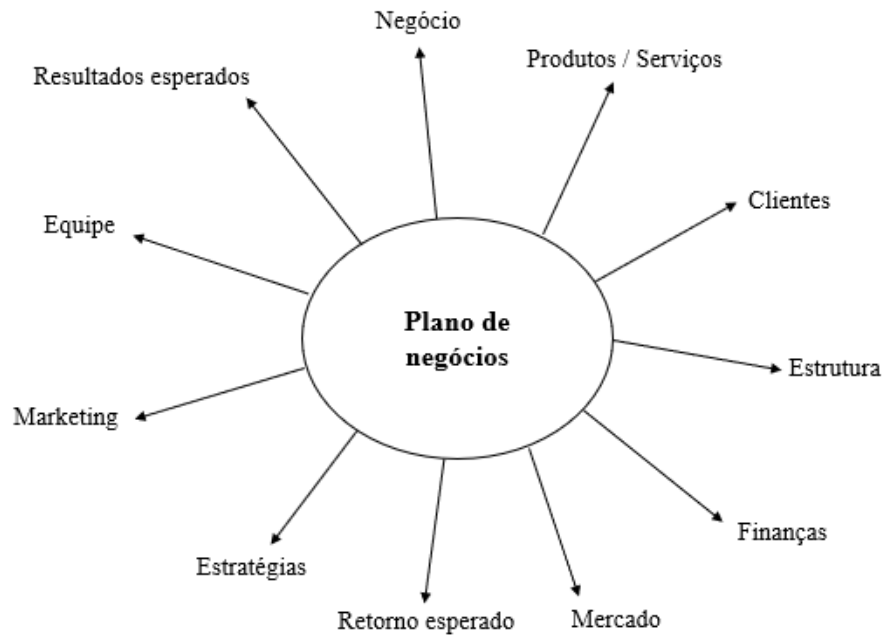 Negócio
Produtos / Serviços
Resultados esperados
Clientes
Equipe
Plano de
negócios
Estrutura
Marketing
Finanças
Estratégias
Retorno esperado
Mercado